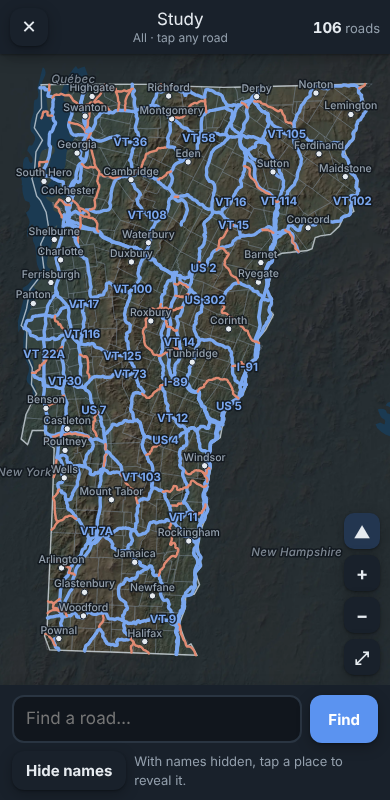 Study
All · tap any road
106 roads
Québec
Highgate
Richford
Derby
Norton
Swanton
Montgomery
Lemington
VT 36
VT 58
VT 105
Georgia
Eden
Ferdinand
South Hero
Cambridge
Sutton
Maidstone
Colchester
VT 108
VT 16
VT 114
VT 102
Shelburne
Waterbury
VT 15
Concord
Charlotte
Duxbury
Barnet
Ferrisburgh
US 2
Ryegate
Panton
VT 17
VT 100
US 302
Roxbury
Corinth
VT 116
VT 14
VT 22A
VT 125
Tunbridge
I-91
VT 30
VT 73
I-89
Benson
US 7
US 5
Castleton
VT 12
Poultney
US 4
New York
Wells
VT 103
Windsor
Mount Tabor
VT 7A
VT 11
Rockingham
Arlington
Jamaica
New Hampshire
Glastenbury
Newfane
Woodford
VT 9
Pownal
Halifax
Find a road...
Find
Hide names
With names hidden, tap a place to
reveal it.